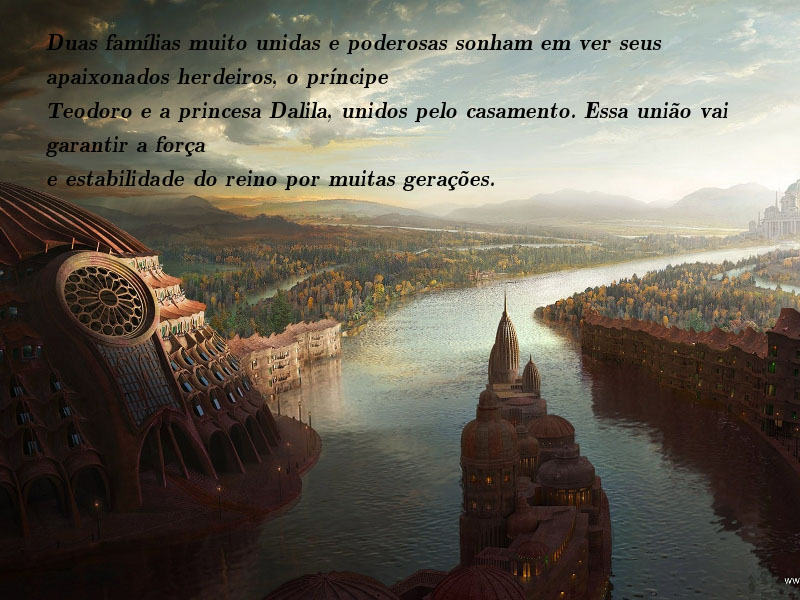 Duas famílias muito unidas e poderosas sonham em ver seus
apaixonados herdeiros, o príncipe
Teodoro e a princesa Dalila, unidos pelo casamento. Essa união vai
garantir a força
e estabilidade do reino por muitas gerações.